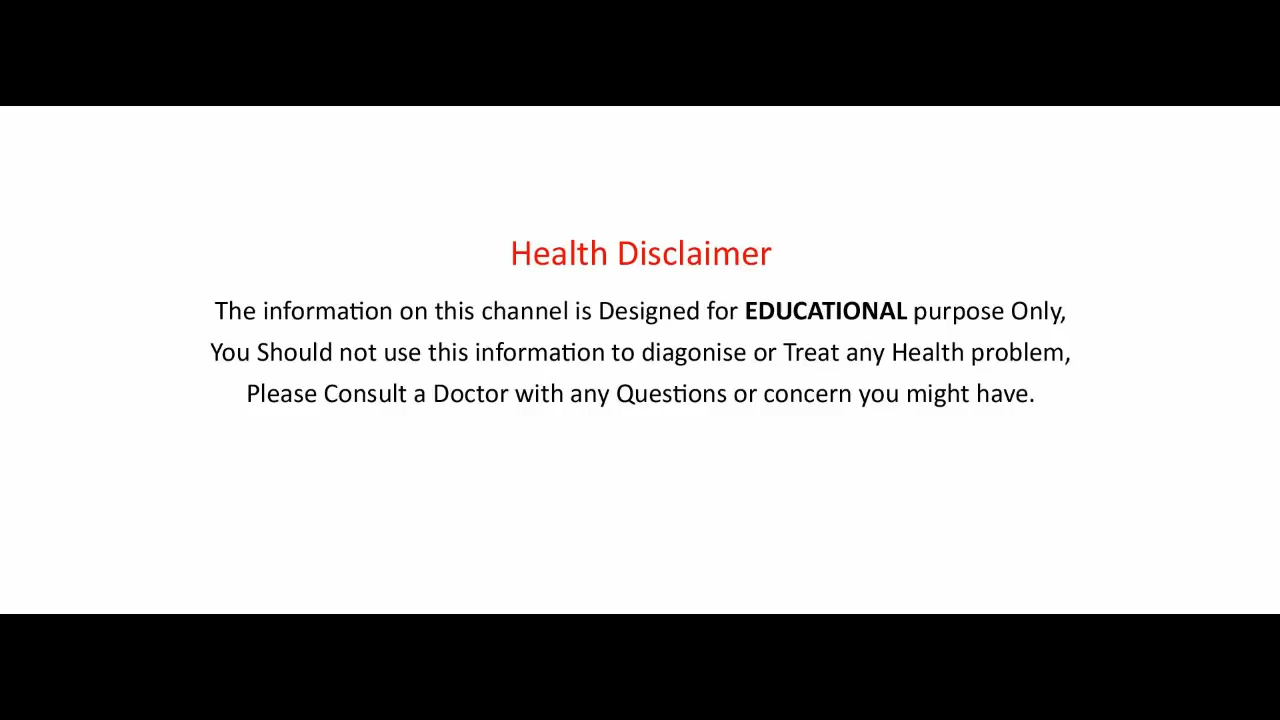 Health Disclaimer
The information on this channel is Designed for EDUCATIONAL purpose Only,
You Should not use this information to diagonise or Treat any Health problem,
Please Consult a Doctor with any Questions or concern you might have.